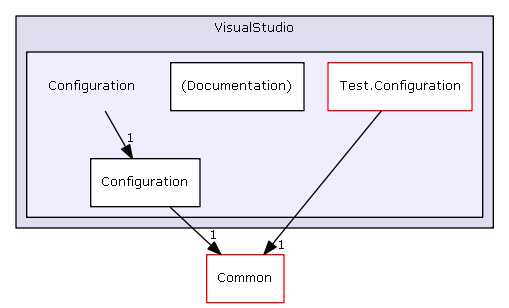 VisualStudio
Configuration
(Documentation)
Test.Configuration
1
Configuration
1
1
Common